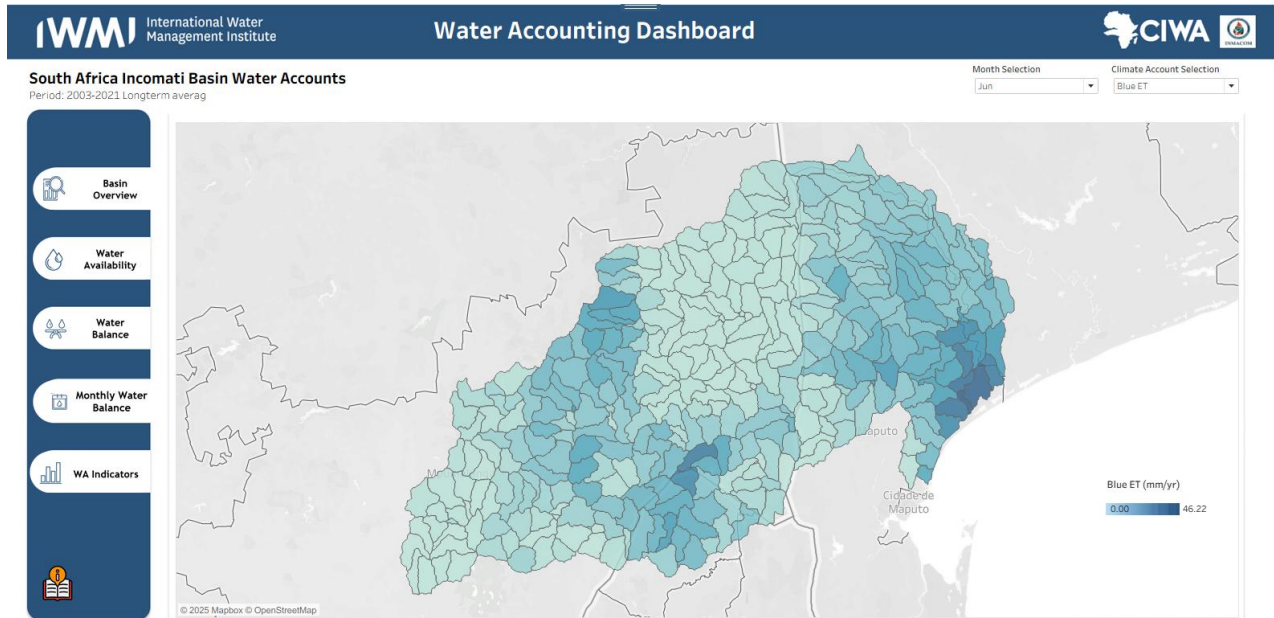 IWMI
International Water
Management Institute
Water Accounting Dashboard
CIWA
INMACOM
South Africa Incomati Basin Water Accounts
Period: 2003-2021 Longterm averag
Month Selection
Jun
Climate Account Selection
Blue ET
Basin
Overview
Water
Availability
Water
Balance
Monthly Water
Balance
WA Indicators
Maputo
Cidade de
Maputo
Blue ET (mm/yr)
0.00 46.22
© 2025 Mapbox © OpenStreetMap